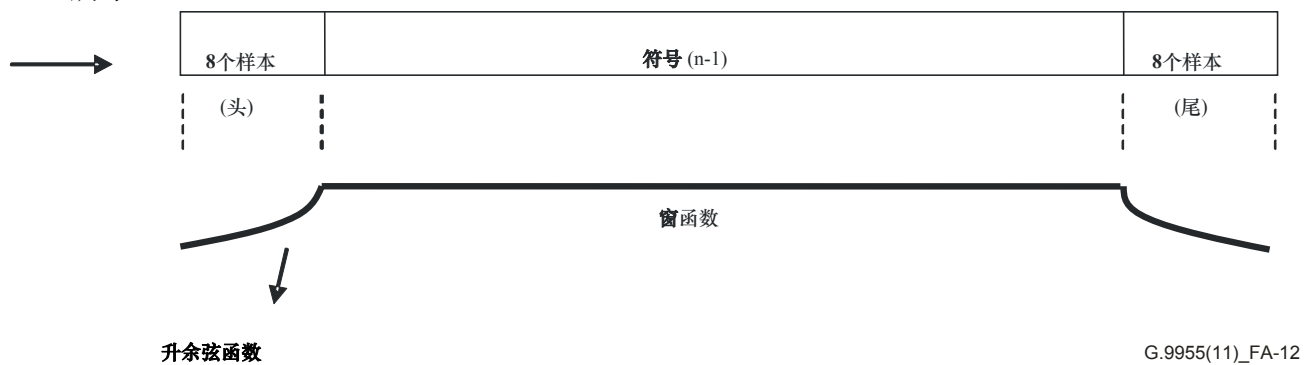 8个样本
符号 (n-1)
8个样本
(头)
(尾)
窗函数
升余弦函数
G.9955(11)_FA-12